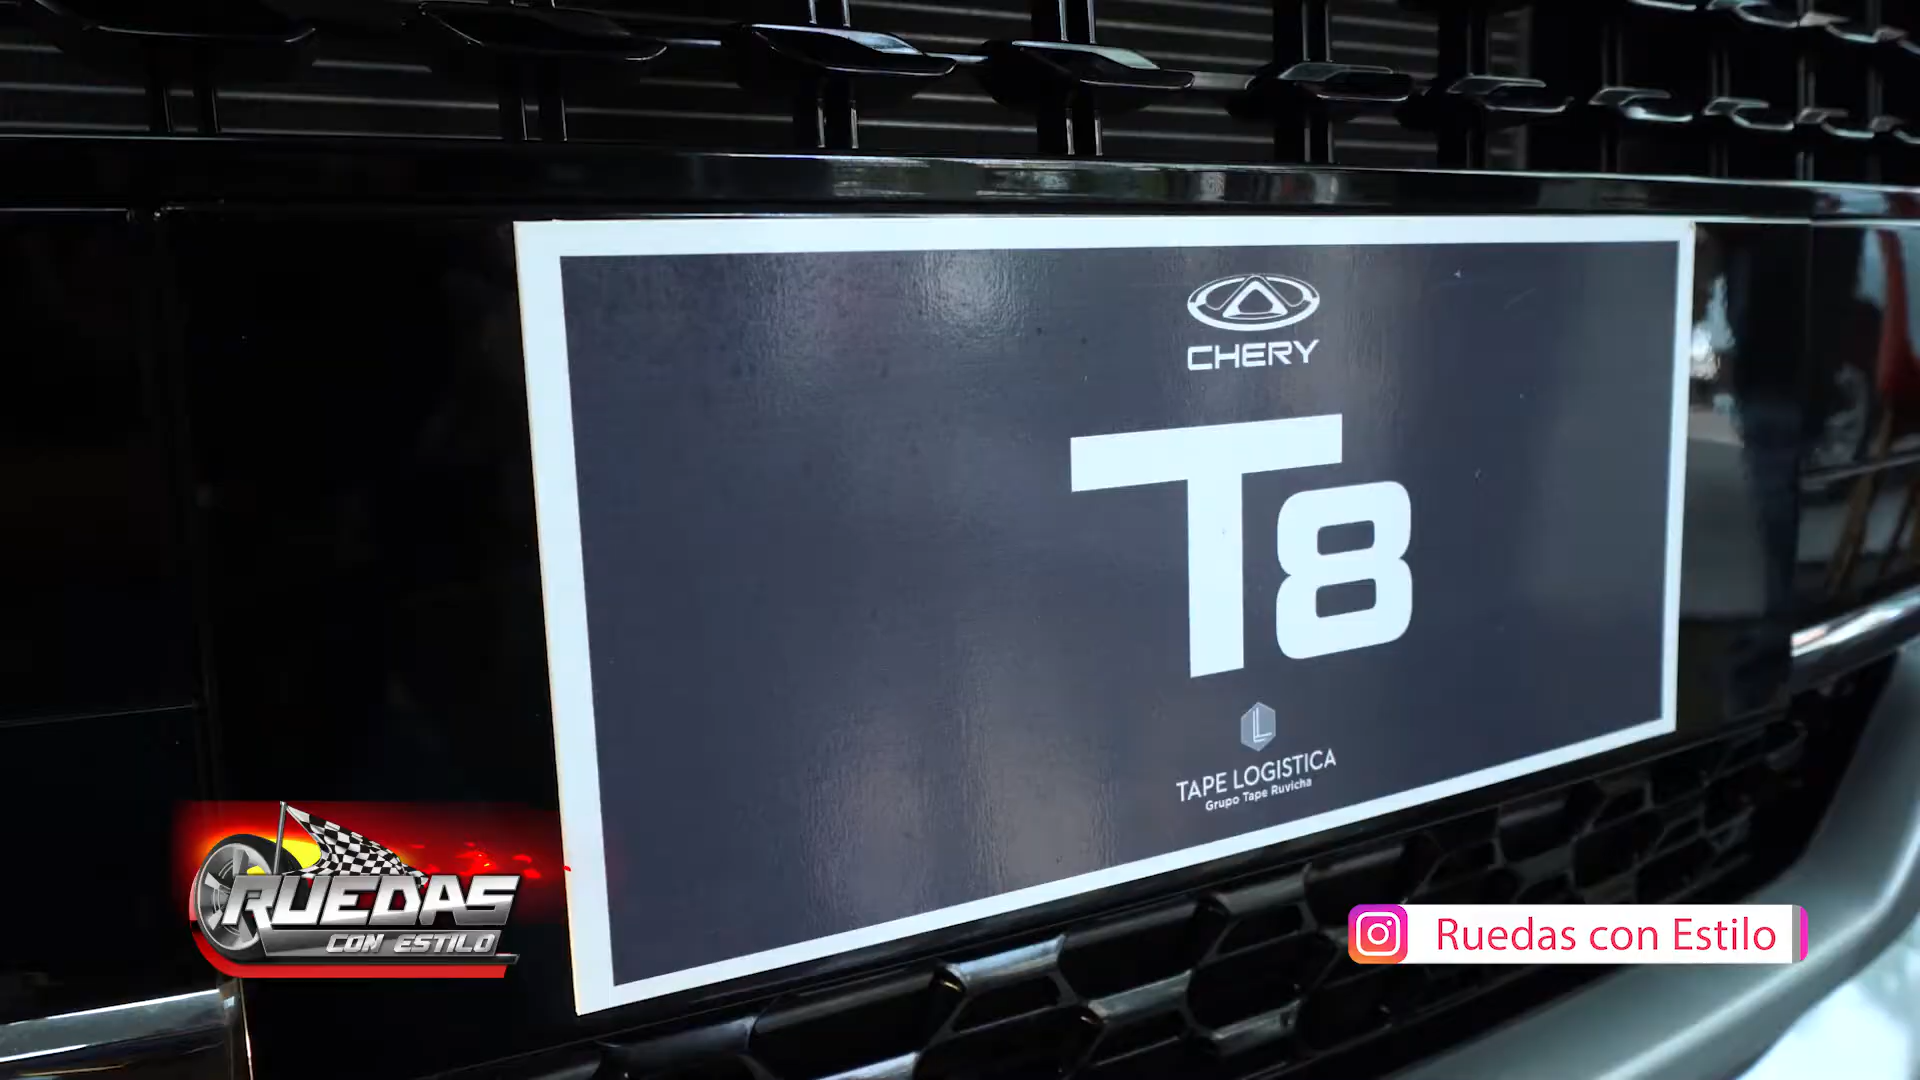 CHERY
T8
TAPE LOGISTICA
Grupo Tape Ruvicha
RUEDAS
CON ESTILO
Ruedas con Estilo